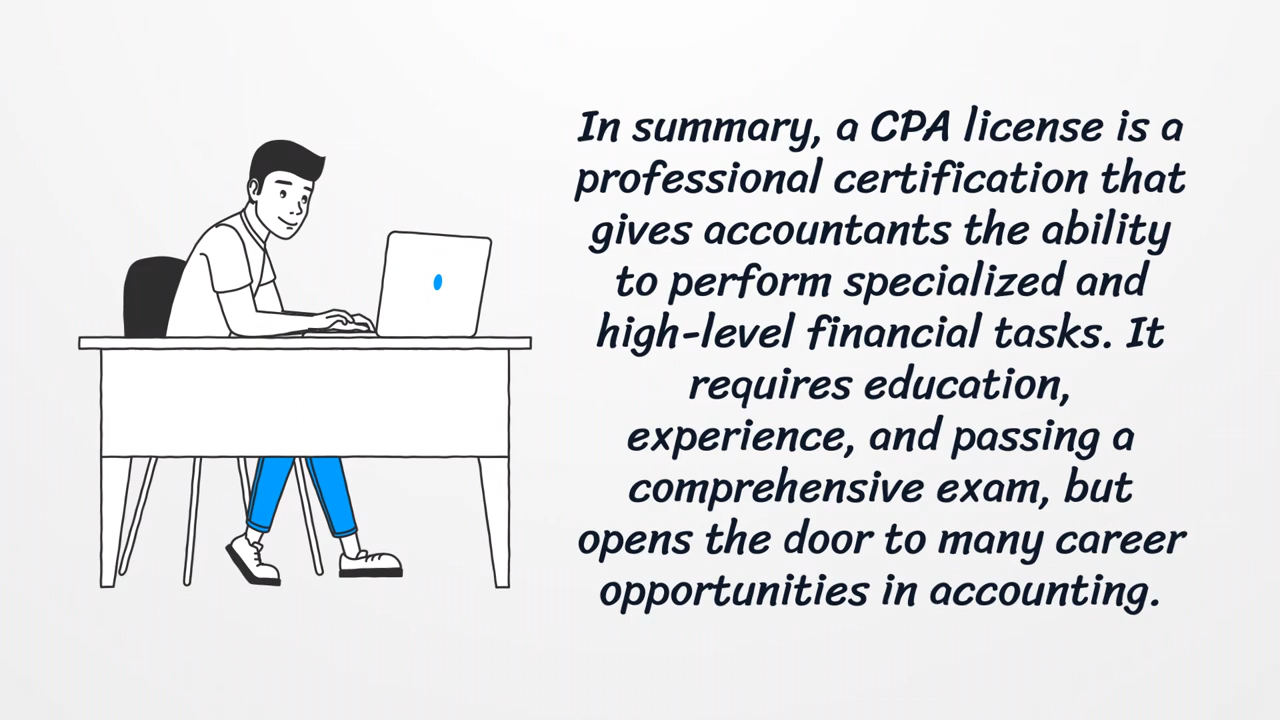 In summary, a CPA license is a
professional certification that
gives accountants the ability
to perform specialized and
high-level financial tasks. It
requires education,
experience, and passing a
comprehensive exam, but
opens the door to many career
opportunities in accounting.